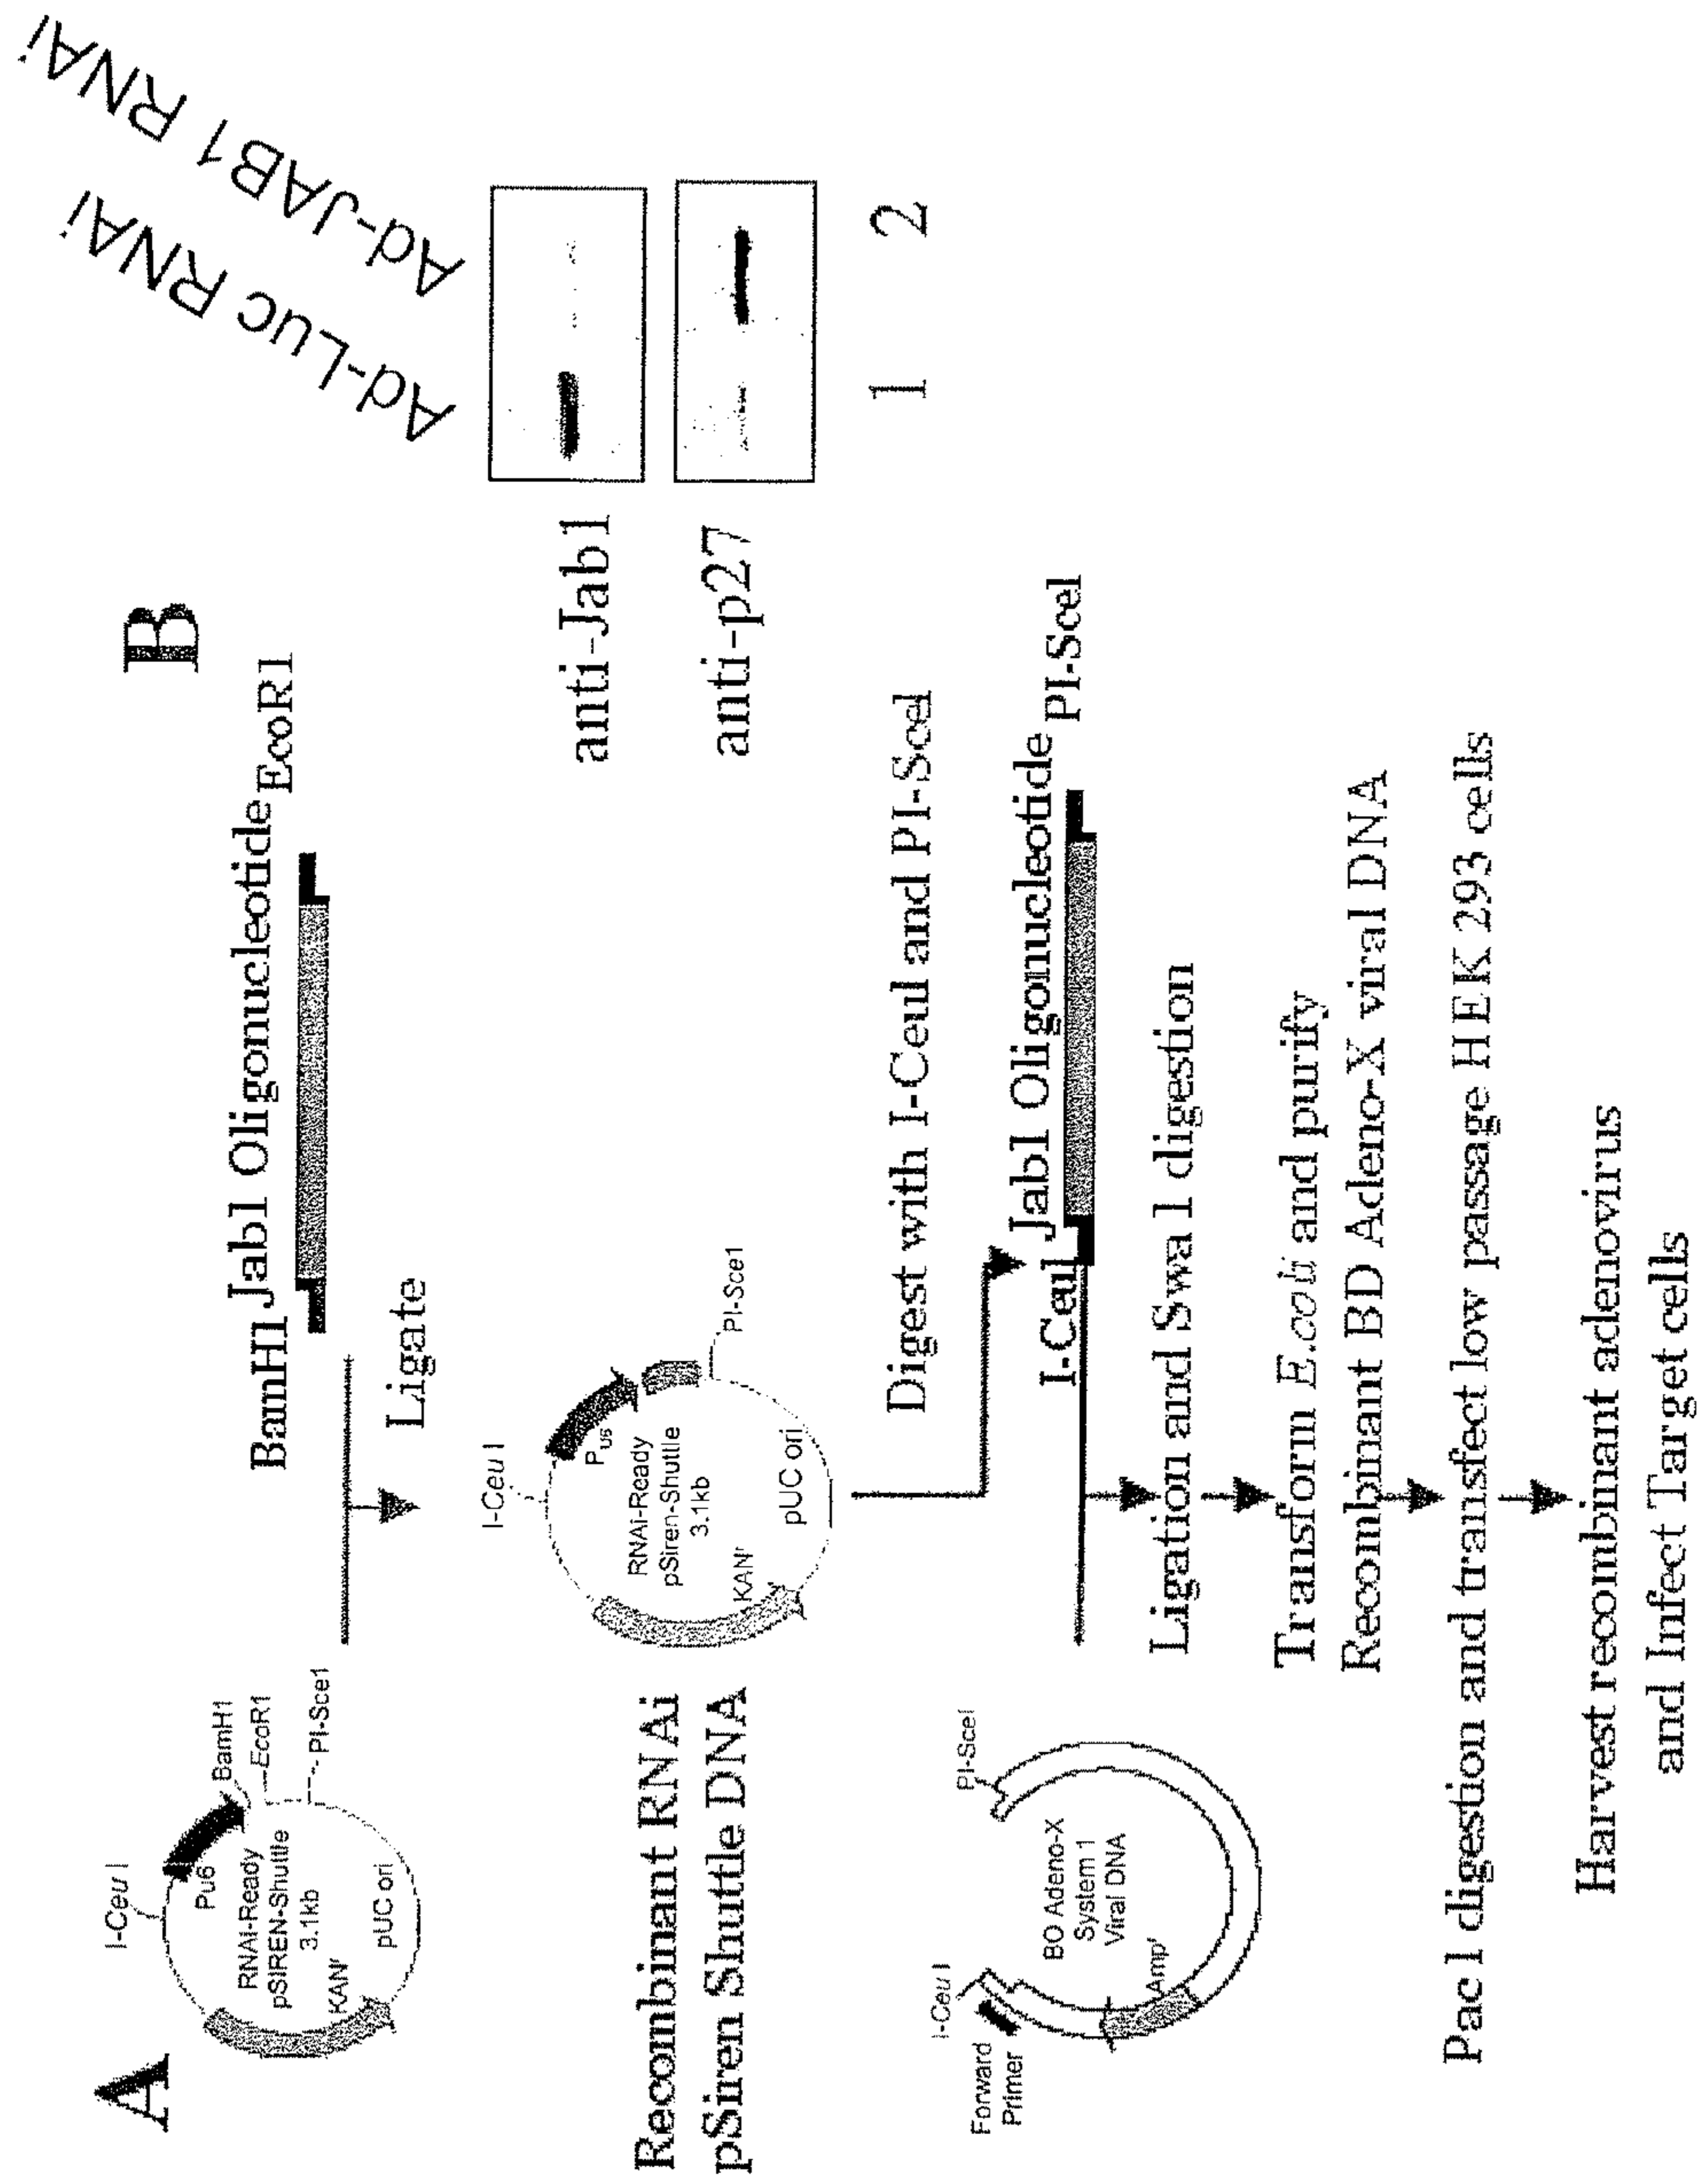 A
I-Ceu I
Pu6
BamH1
EcoR1
PI-Sce1
RNAi-Ready
pSIREN-Shuttle
3.1kb
KANr
pUC ori
BamH1 Jab1 Oligonucleotide EcoR1
Ligate
Recombinant RNAi
pSiren Shuttle DNA
I-Ceu I
PU6
RNAi-Ready
pSiren-Shuttle
3.1kb
KANr
pUC ori
PI-Sce1
Digest with I-CeuI and PI-SceI
I-CeuI Jab1 Oligonucleotide PI-SceI
I-Ceu I
Forward
Primer
PI-SceI
BO Adeno-X
System 1
Viral DNA
Ampr
Ligation and Swa 1 digestion
Transform E.coli and purify
Recombinant BD Adeno-X viral DNA
Pac 1 digestion and transfect low passage HEK 293 cells
Harvest recombinant adenovirus
and Infect Target cells
B
Ad-Luc RNAi
Ad-JAB1 RNAi
anti-Jab1
anti-p27
1 2